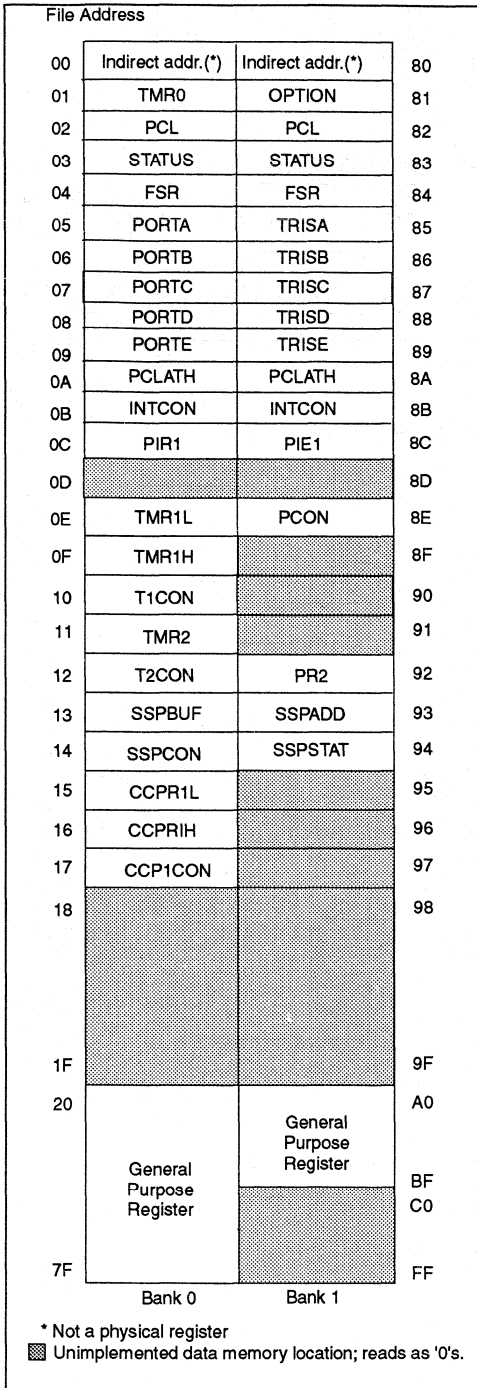 File Address
00 Indirect addr.(*) Indirect addr.(*) 80
01 TMR0 OPTION 81
02 PCL PCL 82
03 STATUS STATUS 83
04 FSR FSR 84
05 PORTA TRISA 85
06 PORTB TRISB 86
07 PORTC TRISC 87
08 PORTD TRISD 88
09 PORTE TRISE 89
0A PCLATH PCLATH 8A
0B INTCON INTCON 8B
0C PIR1 PIE1 8C
0D 8D
0E TMR1L PCON 8E
0F TMR1H 8F
10 T1CON 90
11 TMR2 91
12 T2CON PR2 92
13 SSPBUF SSPADD 93
14 SSPCON SSPSTAT 94
15 CCPR1L 95
16 CCPRIH 96
17 CCP1CON 97
18 98
1F 9F
20 A0
General
Purpose
Register
BF
General
Purpose
Register
C0
7F FF
Bank 0 Bank 1
* Not a physical register
Unimplemented data memory location; reads as '0's.